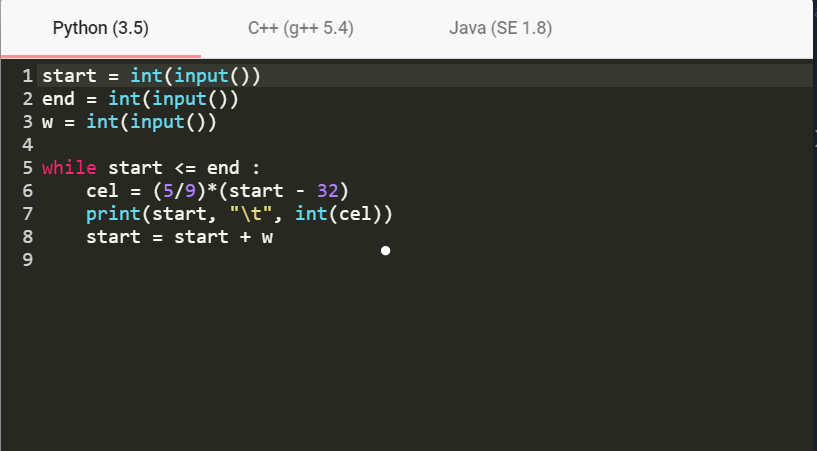 Python (3.5) C++ (g++ 5.4) Java (SE 1.8)
1 start = int(input())
2 end = int(input())
3 w = int(input())
4
5 while start <= end :
6     cel = (5/9)*(start - 32)
7     print(start, "\t", int(cel))
8     start = start + w
9